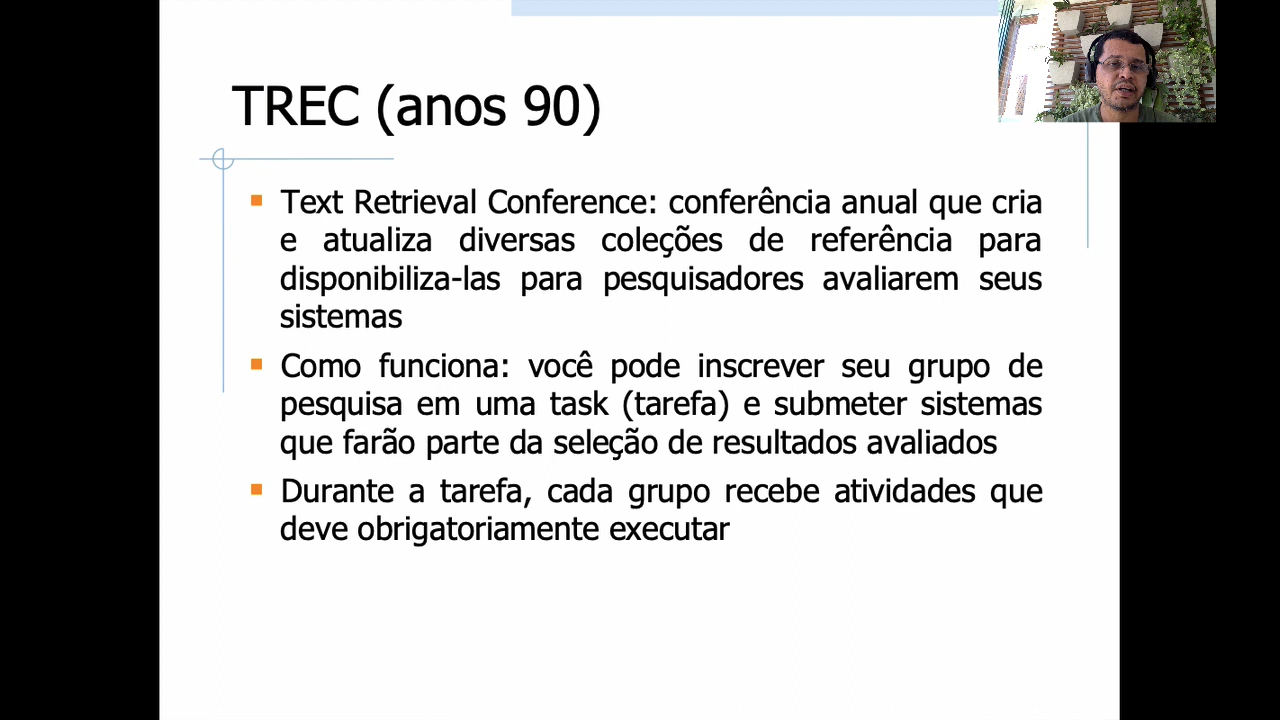 TREC (anos 90)
Text Retrieval Conference: conferência anual que cria
e atualiza diversas coleções de referência para
disponibiliza-las para pesquisadores avaliarem seus
sistemas
Como funciona: você pode inscrever seu grupo de
pesquisa em uma task (tarefa) e submeter sistemas
que farão parte da seleção de resultados avaliados
Durante a tarefa, cada grupo recebe atividades que
deve obrigatoriamente executar